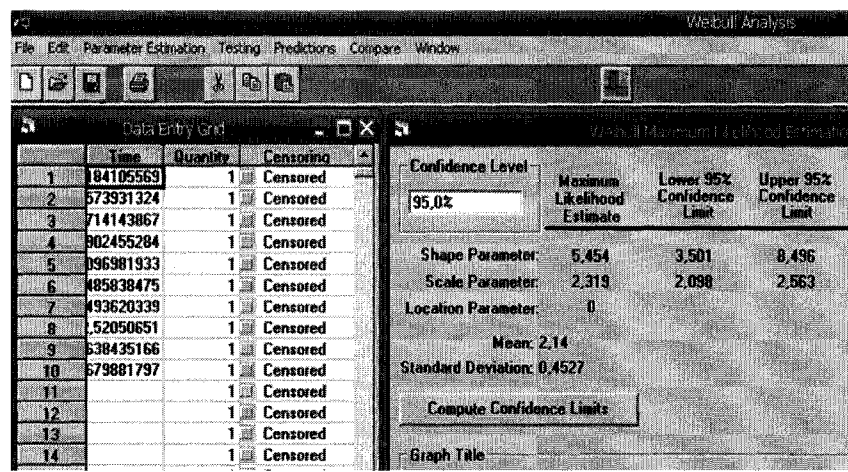 Weibull Analysis
File Edit Parameter Estimation Testing Predictions Compare Window
Data Entry Grid
Time Quantity Censoring
1 184105569 1 Censored
2 573931324 1 Censored
3 714143867 1 Censored
4 902455284 1 Censored
5 096981933 1 Censored
6 485838475 1 Censored
7 493620339 1 Censored
8 ,52050651 1 Censored
9 638435166 1 Censored
10 679881797 1 Censored
11 1 Censored
12 1 Censored
13 1 Censored
14 1 Censored
Weibull Maximum Likelihood Estimatio
Confidence Level
95,0%
Maximum Likelihood Estimate
Lower 95% Confidence Limit
Upper 95% Confidence Limit
Shape Parameter: 5,454 3,501 8,496
Scale Parameter: 2,319 2,098 2,563
Location Parameter: 0
Mean: 2,14
Standard Deviation: 0,4527
Compute Confidence Limits
Graph Title